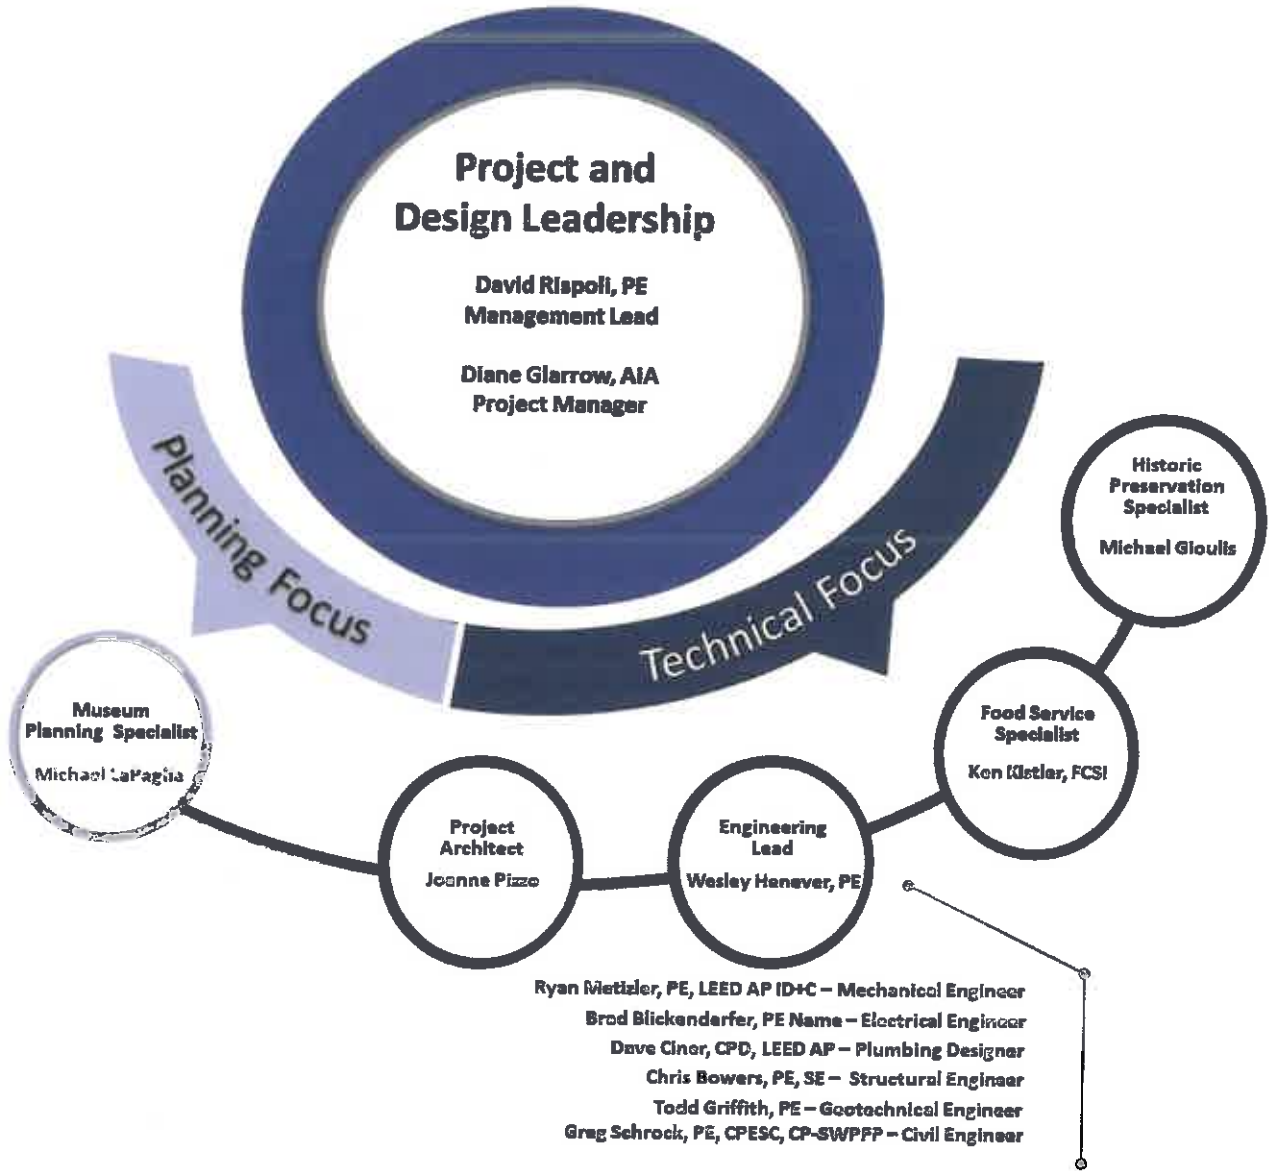 Project and
Design Leadership
David Rispoli, PE
Management Lead
Diane Glarrow, AIA
Project Manager
Planning Focus
Technical Focus
Historic
Preservation
Specialist
Michael Gioulis
Food Service
Specialist
Ken Kistler, FCSI
Museum
Planning Specialist
Michael LaPaglia
Project
Architect
Joanne Pizzo
Engineering
Lead
Wesley Henever, PE
Ryan Metizler, PE, LEED AP ID+C – Mechanical Engineer
Brad Blickenderfer, PE Name – Electrical Engineer
Dave Ciner, CPD, LEED AP – Plumbing Designer
Chris Bowers, PE, SE – Structural Engineer
Todd Griffith, PE – Geotechnical Engineer
Greg Schrock, PE, CPESC, CP-SWPPP – Civil Engineer